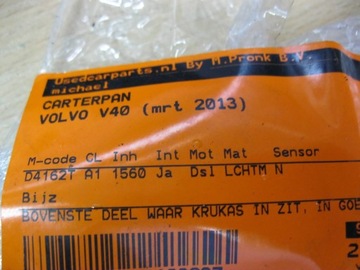 Usedcarparts.nl By M.Pronk B.V
michael
CARTERPAN
VOLVO V40 (mrt 2013)
M-code CL Inh Int Mot Mat Sensor
D4162T A1 1560 Ja Dsl LCHTM N
Bijz
BOVENSTE DEEL WAAR KRUKAS IN ZIT, IN GOE